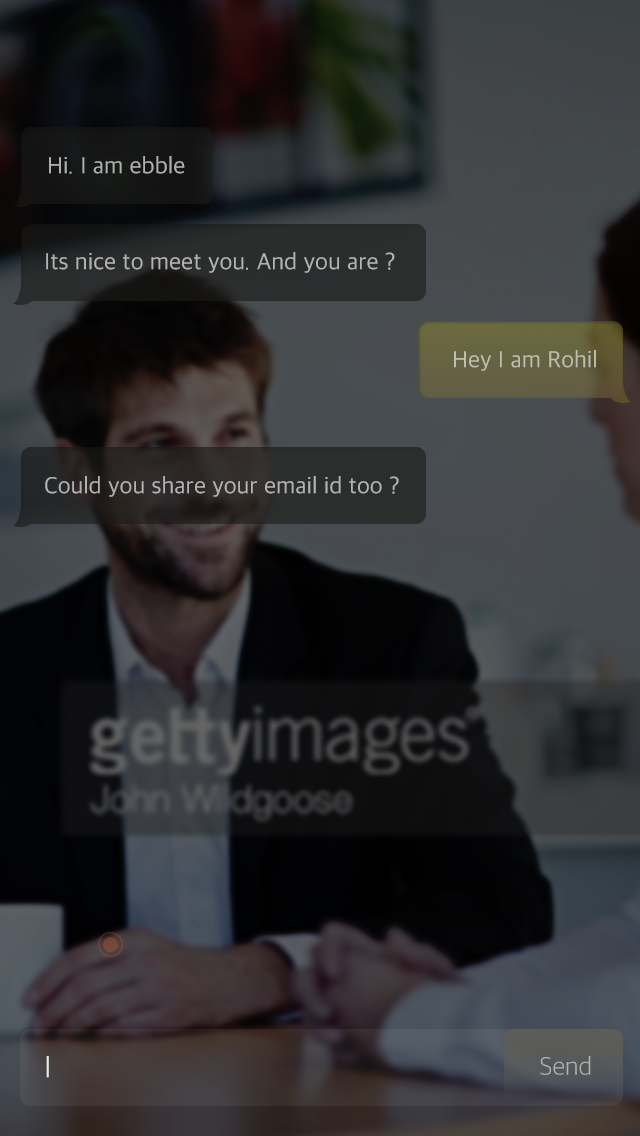 Hi. I am ebble
Its nice to meet you. And you are ?
Hey I am Rohil
Could you share your email id too ?
gettyimages™
John Wildgoose
Send